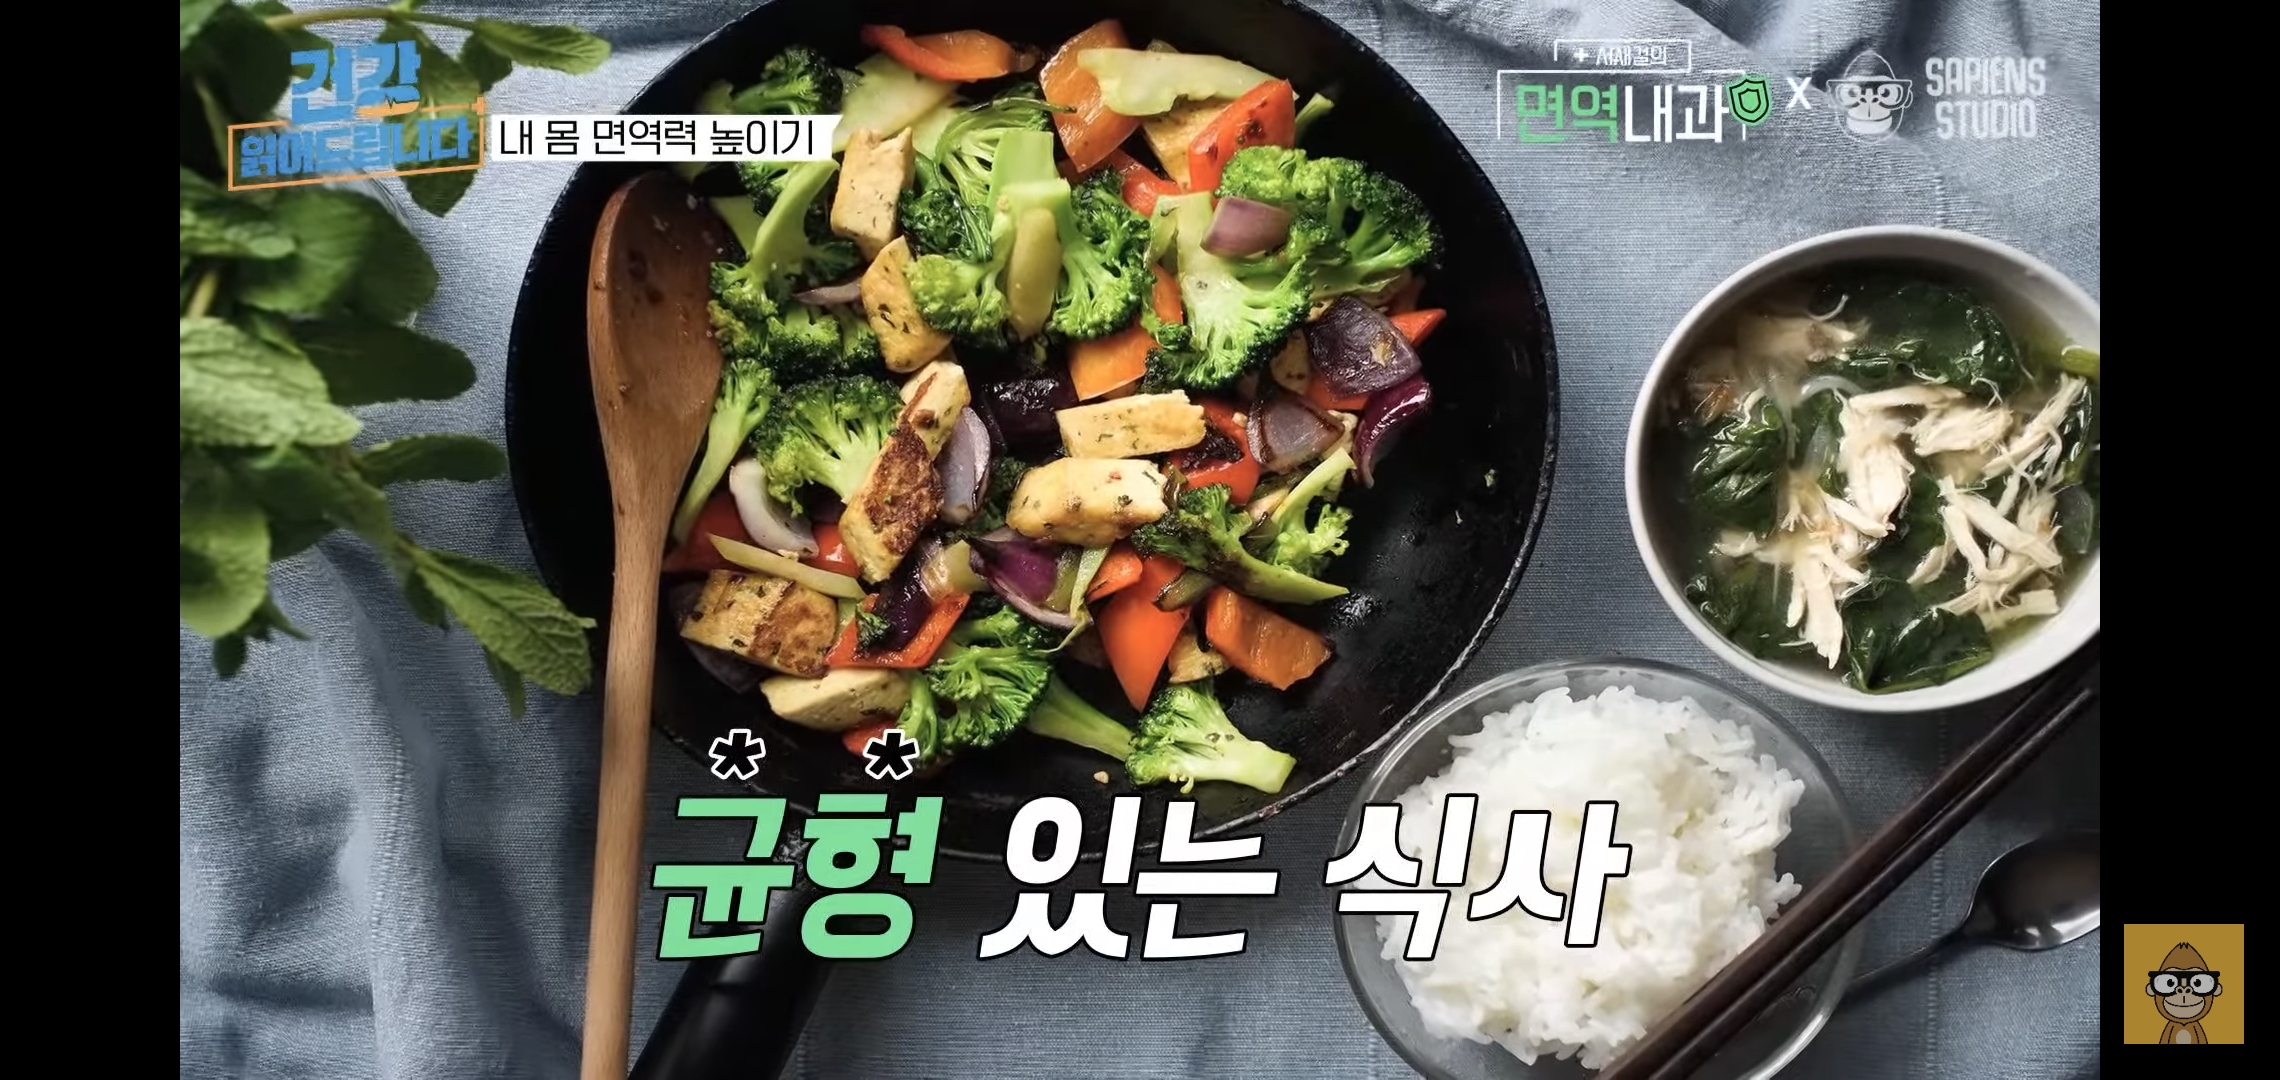 건강
읽어드립니다
내 몸 면역력 높이기
+ 서재걸의
면역내과
X
SAPIENS
STUDIO
균형 있는 식사